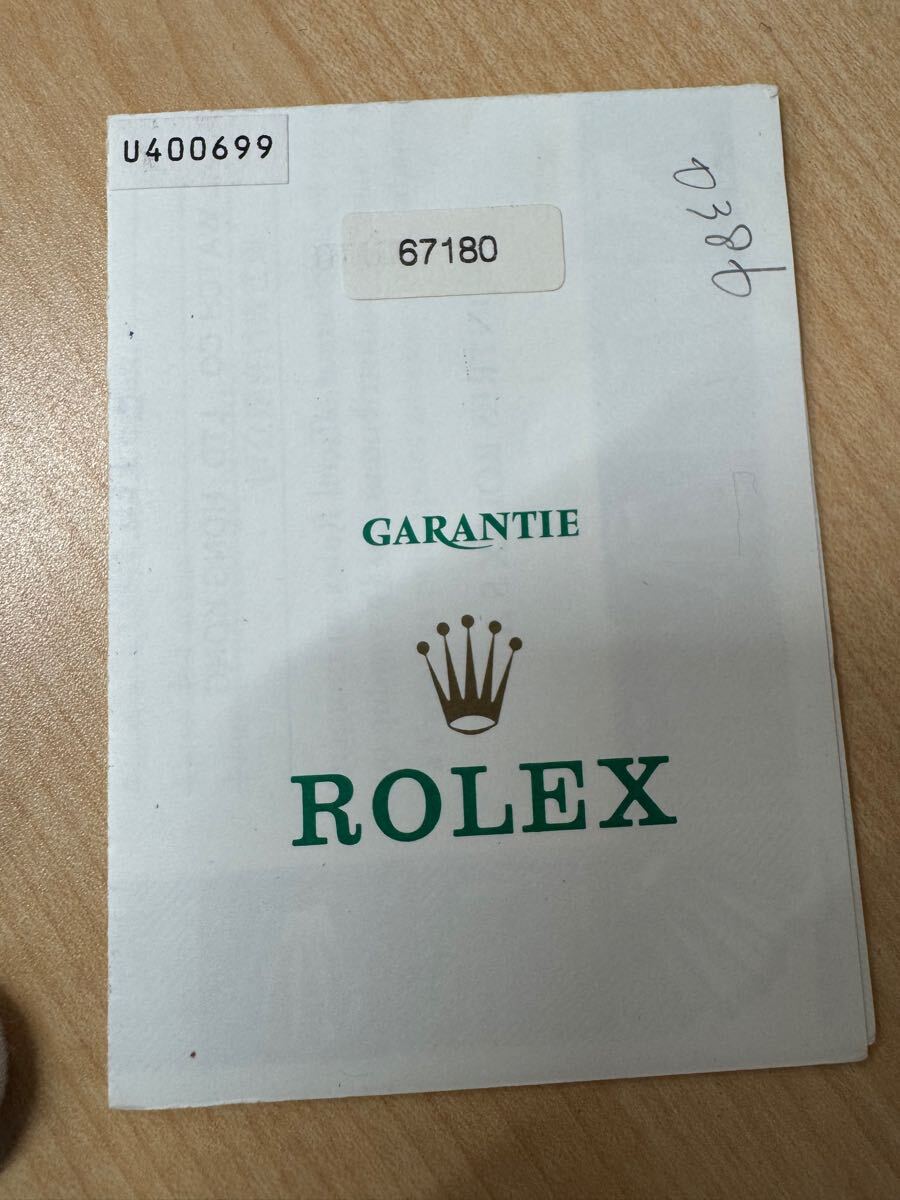 U400699
67180
GARANTIE
ROLEX